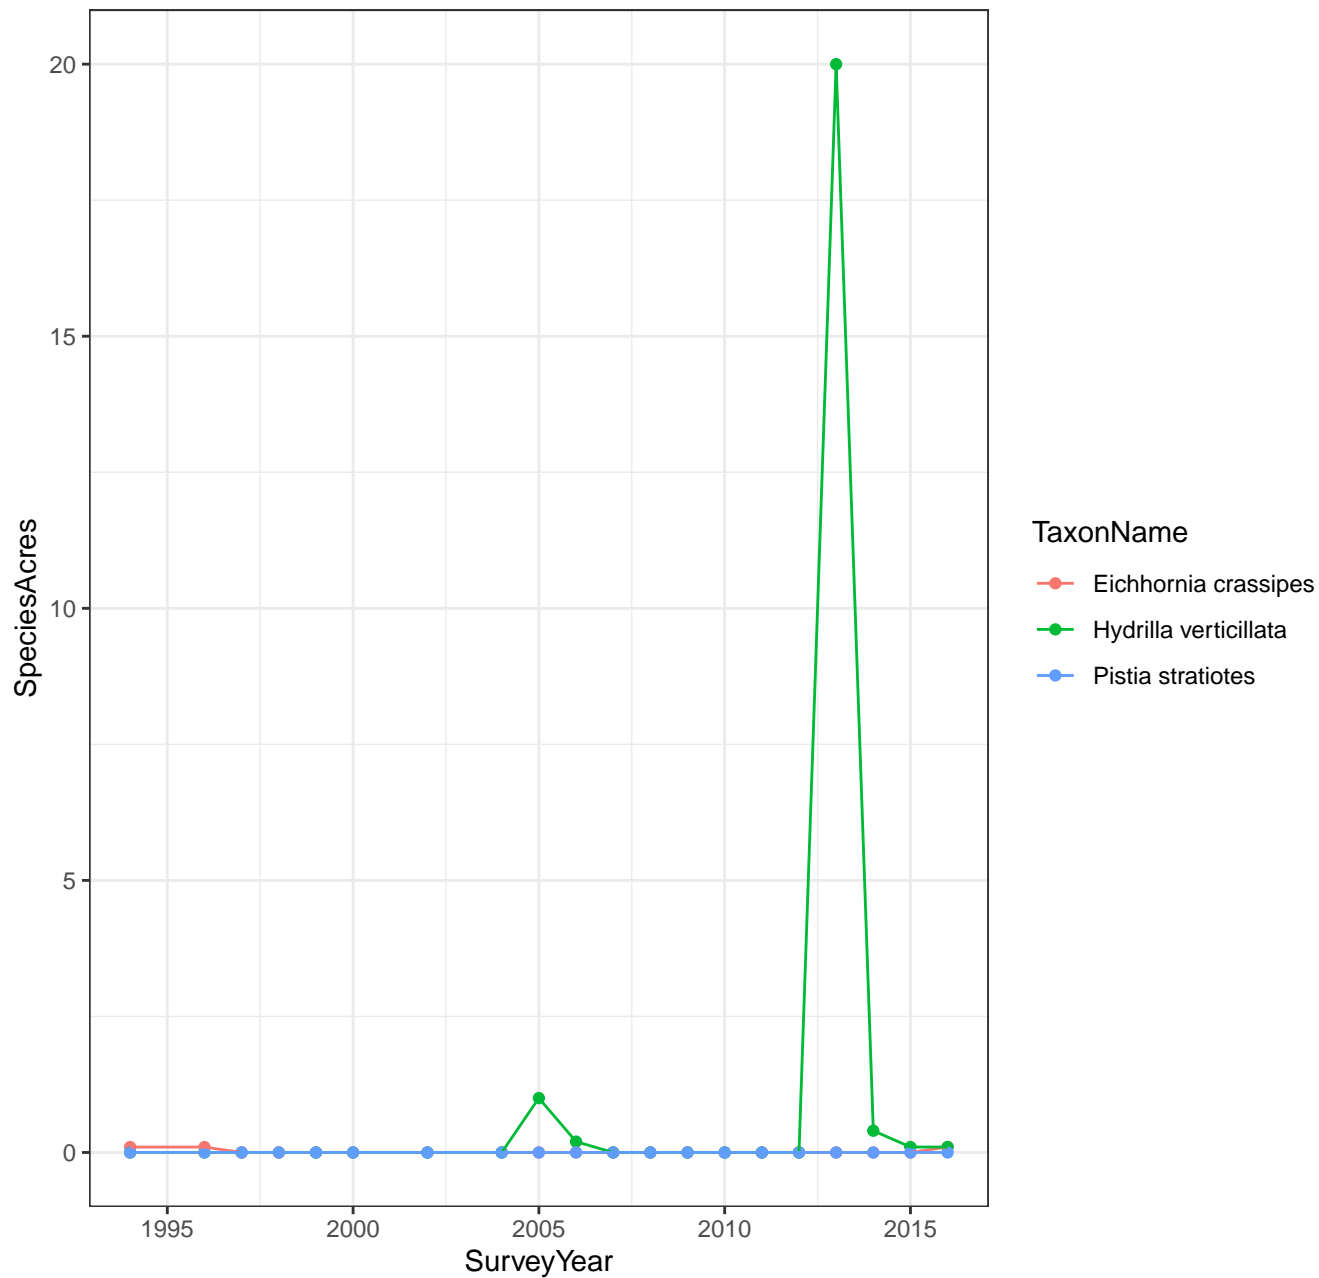 20
15
10
5
0
SpeciesAcres
1995 2000 2005 2010 2015
SurveyYear
TaxonName
Eichhornia crassipes
Hydrilla verticillata
Pistia stratiotes